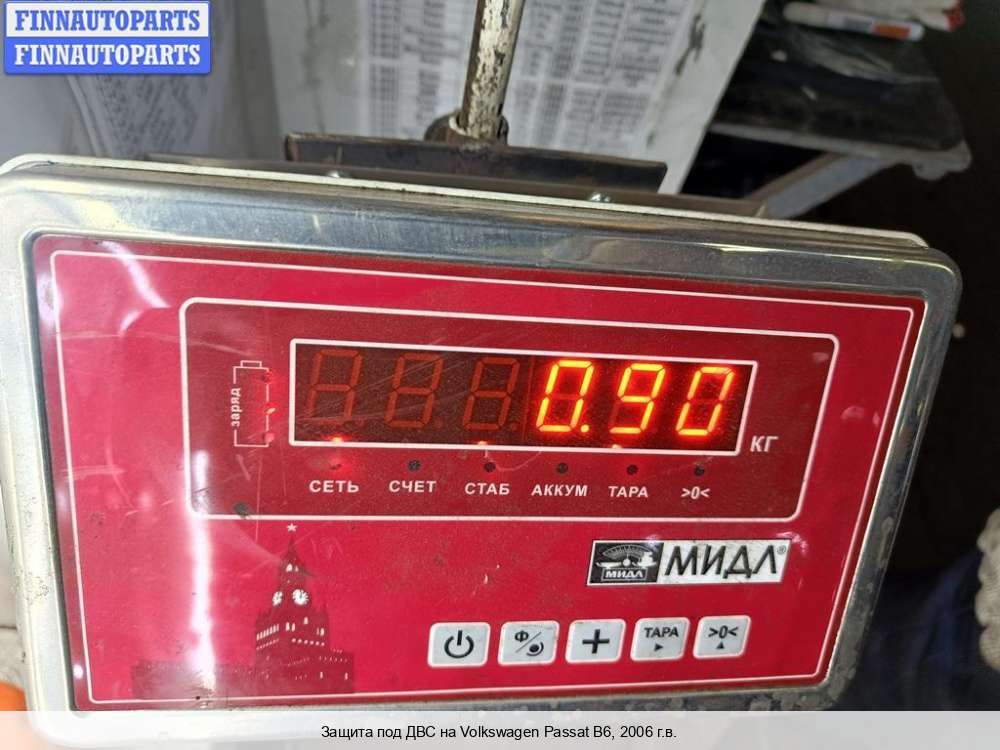 FINNAUTOPARTS
FINNAUTOPARTS
0.90
КГ
заряд
СЕТЬ СЧЕТ СТАБ АККУМ ТАРА >0<
МИДЛ МИДЛ®
Ф ТАРА >0<
Защита под ДВС на Volkswagen Passat B6, 2006 г.в.